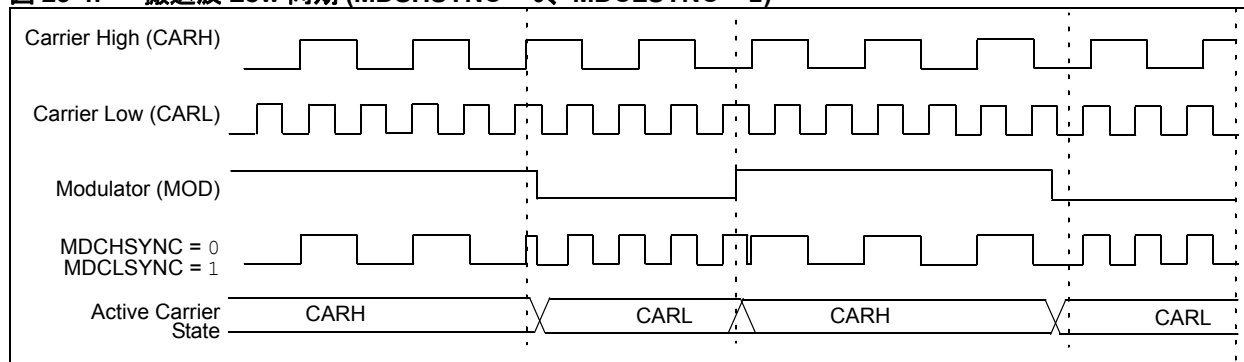 Carrier High (CARH)
Carrier Low (CARL)
Modulator (MOD)
MDCHSYNC = 0
MDCLSYNC = 1
Active Carrier
State
CARH
CARL
CARH
CARL